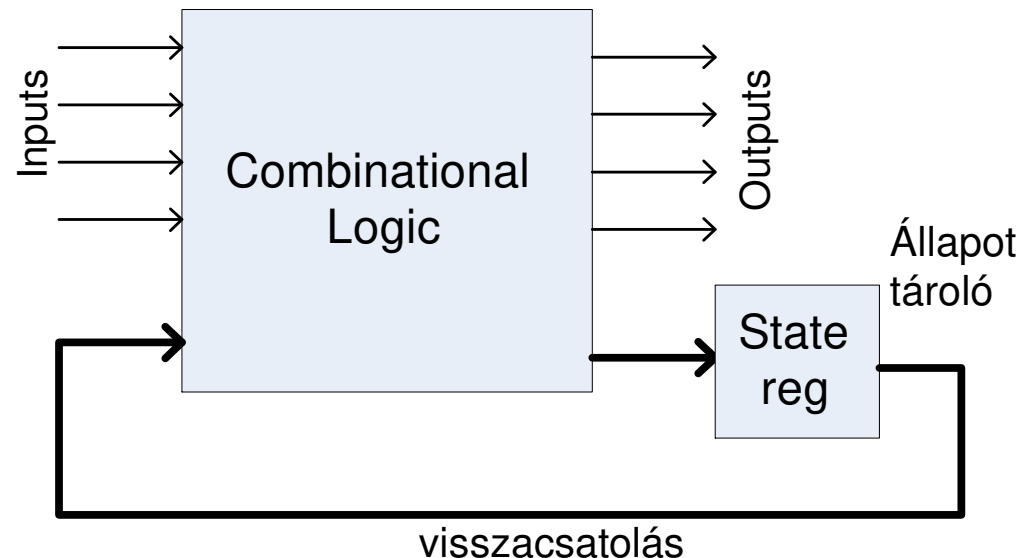 Inputs
Combinational
Logic
Outputs
Állapot
tároló
State
reg
visszacsatolás